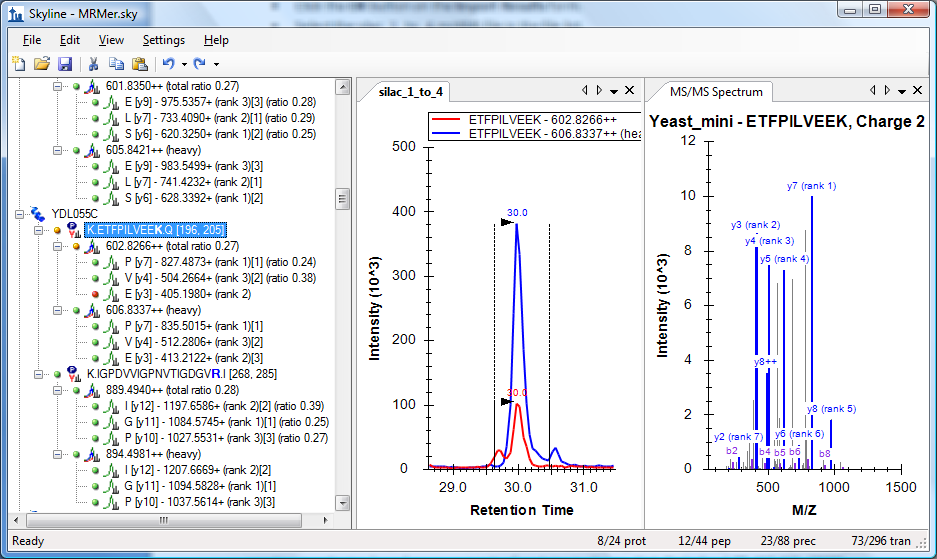 Skyline - MRMer.sky
File Edit View Settings Help
601.8350++ (total ratio 0.27)
E [y9] - 975.5357+ (rank 3)[3] (ratio 0.28)
L [y7] - 733.4090+ (rank 2)[1] (ratio 0.29)
S [y6] - 620.3250+ (rank 1)[2] (ratio 0.25)
605.8421++ (heavy)
E [y9] - 983.5499+ (rank 3)[3]
L [y7] - 741.4232+ (rank 2)[1]
S [y6] - 628.3392+ (rank 1)[2]
YDL055C
K.ETFPILVEEK.Q [196, 205]
602.8266++ (total ratio 0.27)
P [y7] - 827.4873+ (rank 1)[1] (ratio 0.24)
V [y4] - 504.2664+ (rank 3)[2] (ratio 0.38)
E [y3] - 405.1980+ (rank 2)
606.8337++ (heavy)
P [y7] - 835.5015+ (rank 1)[1]
V [y4] - 512.2806+ (rank 3)[2]
E [y3] - 413.2122+ (rank 2)[3]
K.IGPDVVIGPNVTIGDGVR.I [268, 285]
889.4940++ (total ratio 0.28)
I [y12] - 1197.6586+ (rank 2)[2] (ratio 0.39)
G [y11] - 1084.5745+ (rank 1)[1] (ratio 0.25)
P [y10] - 1027.5531+ (rank 3)[3] (ratio 0.27)
894.4981++ (heavy)
I [y12] - 1207.6669+ (rank 2)[2]
G [y11] - 1094.5828+ (rank 1)[1]
P [y10] - 1037.5614+ (rank 3)[3]
silac_1_to_4
ETFPILVEEK - 602.8266++
ETFPILVEEK - 606.8337++ (hea
500
400
300
200
100
0
Intensity (10^3)
30.0
30.0
29.0 30.0 31.0
Retention Time
MS/MS Spectrum
Yeast_mini - ETFPILVEEK, Charge 2
12
10
8
6
4
2
0
Intensity (10^3)
y7 (rank 1)
y3 (rank 2)
y4 (rank 3)
y5 (rank 4)
y8++
y8 (rank 5)
y2 (rank 7)
y6 (rank 6)
b2 b4 b5 b6 b8
500 1000 1500
M/Z
Ready 8/24 prot 12/44 pep 23/88 prec 73/296 tran